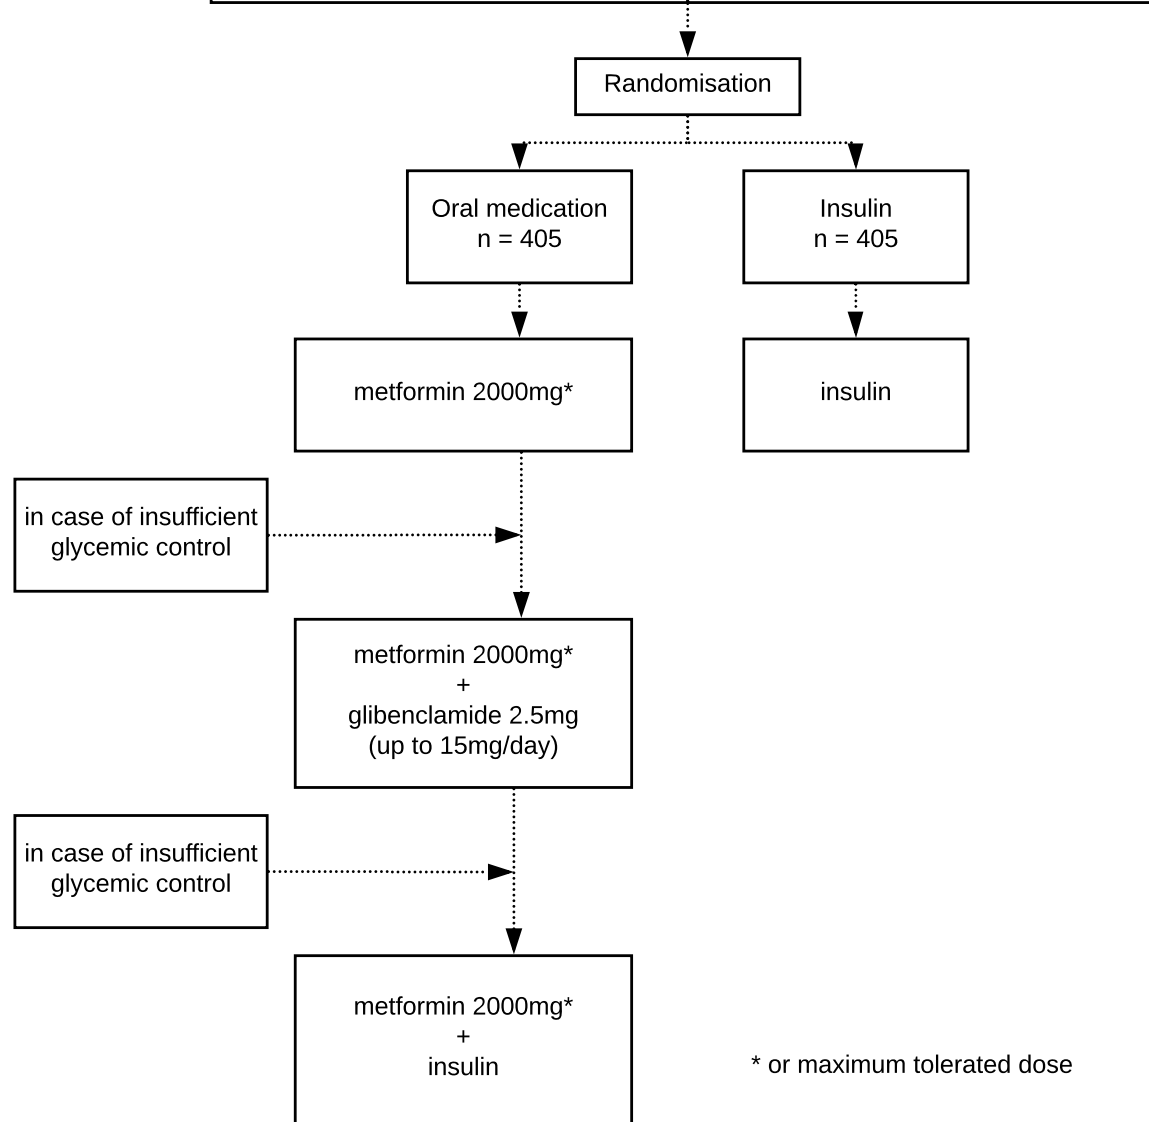 Randomisation
Oral medication
n = 405
Insulin
n = 405
metformin 2000mg*
insulin
in case of insufficient
glycemic control
metformin 2000mg*
+
glibenclamide 2.5mg
(up to 15mg/day)
in case of insufficient
glycemic control
metformin 2000mg*
+
insulin
* or maximum tolerated dose